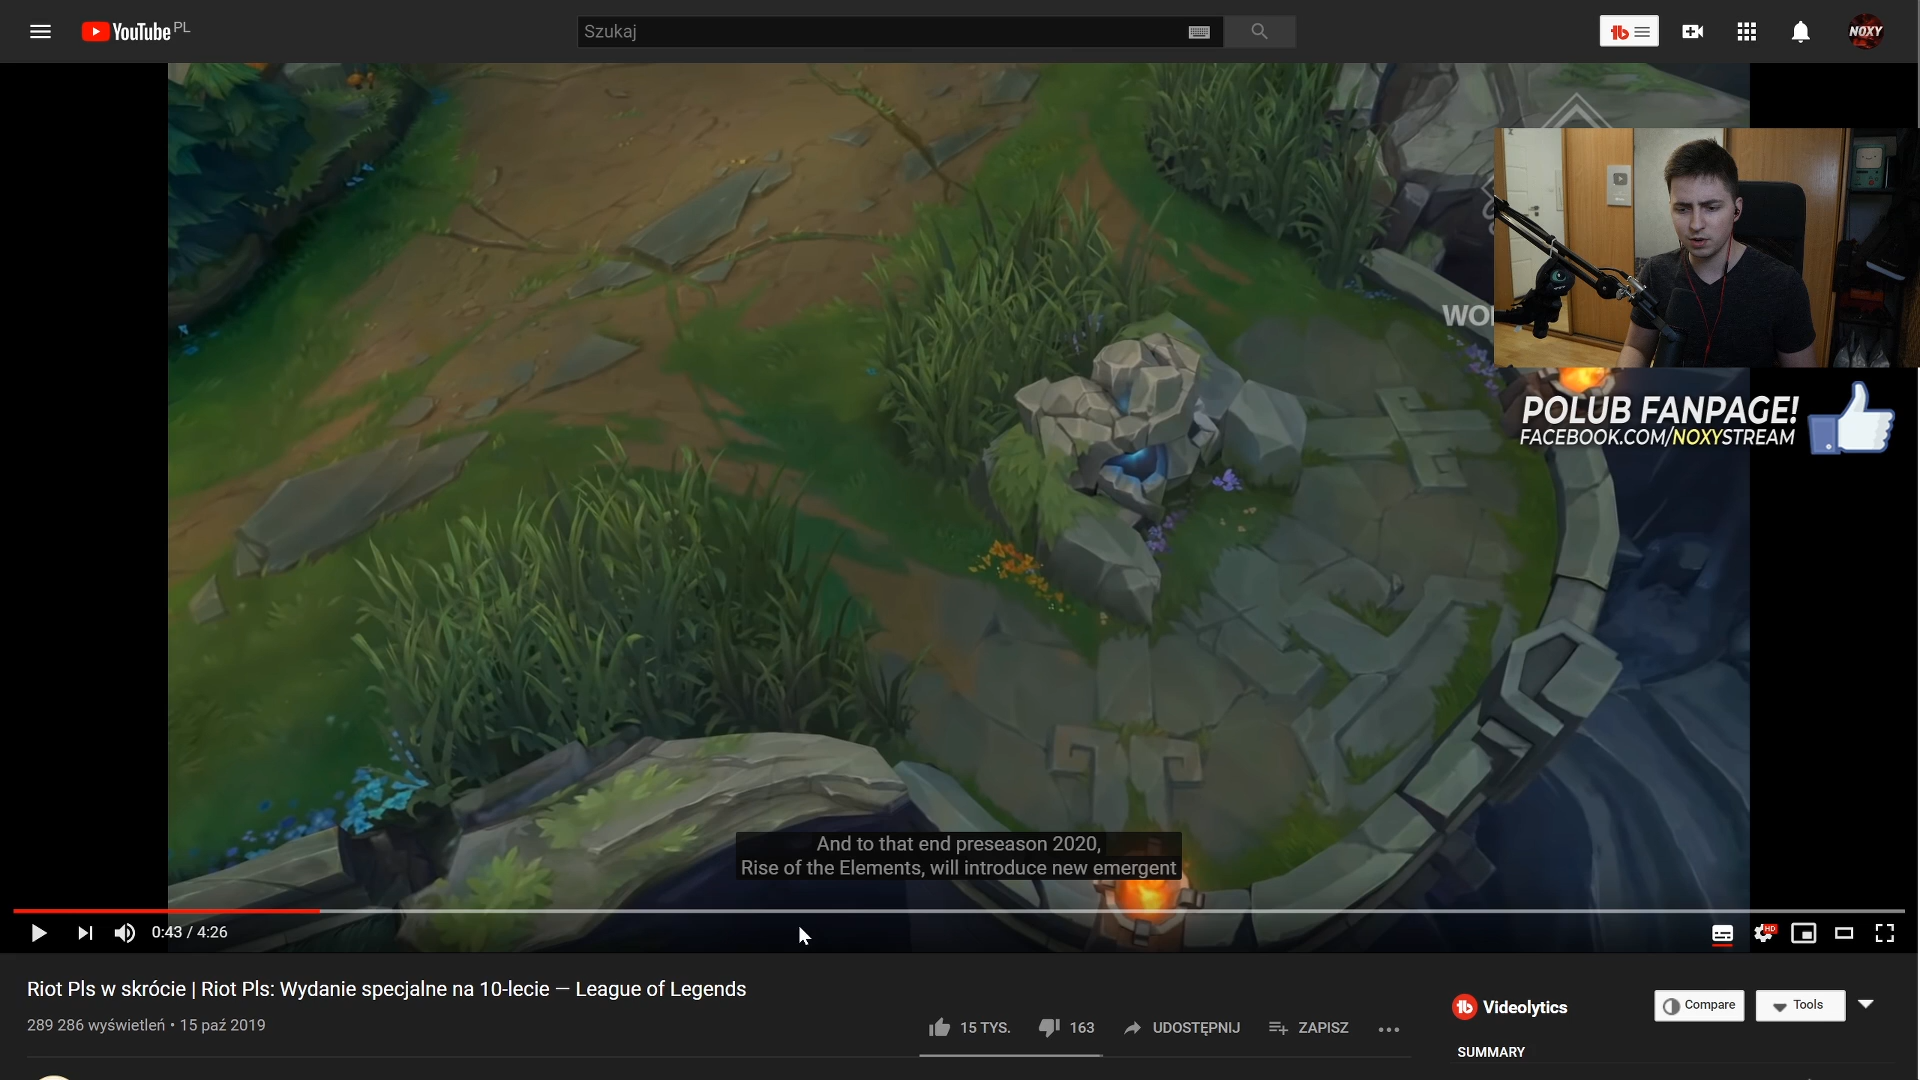 YouTube PL
Szukaj
NOXY
WO
POLUB FANPAGE!
FACEBOOK.COM/NOXYSTREAM
And to that end preseason 2020,
Rise of the Elements, will introduce new emergent
0:43 / 4:26
HD
Riot Pls w skrócie | Riot Pls: Wydanie specjalne na 10-lecie — League of Legends
289 286 wyświetleń • 15 paź 2019
15 TYS.
163
UDOSTĘPNIJ
ZAPISZ
Videolytics
Compare
Tools
SUMMARY